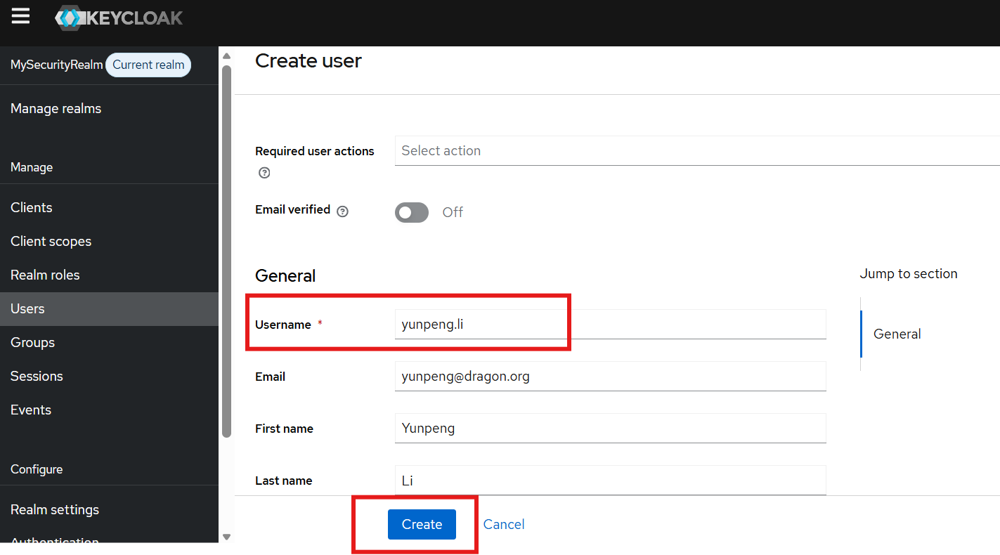 KEYCLOAK
MySecurityRealm Current realm
Manage realms
Manage
Clients
Client scopes
Realm roles
Users
Groups
Sessions
Events
Configure
Realm settings
Authentication
Create user
Required user actions
Select action
Email verified
Off
General
Username *
yunpeng.li
Email
yunpeng@dragon.org
First name
Yunpeng
Last name
Li
Create
Cancel
Jump to section
General